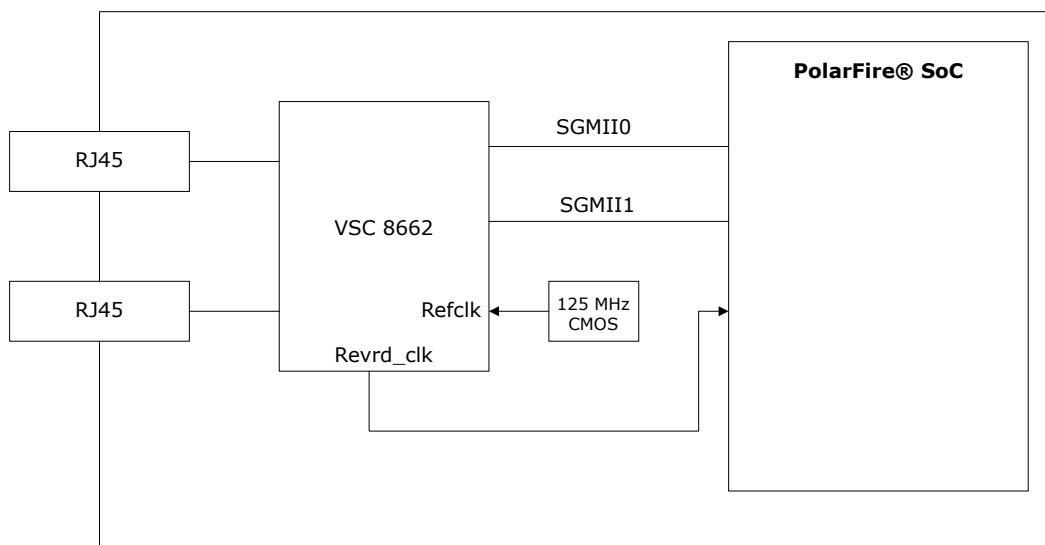 PolarFire® SoC
SGMII0
RJ45
SGMII1
VSC 8662
RJ45
Refclk
125 MHz
CMOS
Revrd_clk